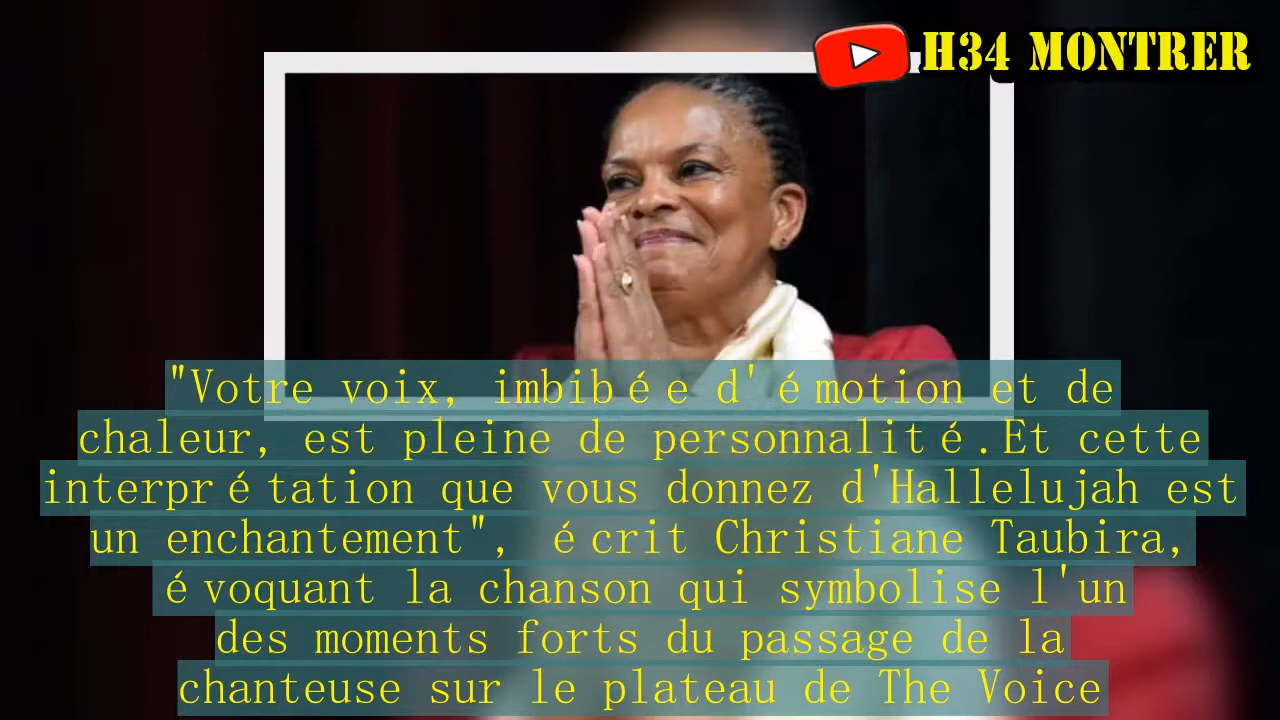 H34 MONTRER
"Votre voix, imbibée d'émotion et de
chaleur, est pleine de personnalité.Et cette
interprétation que vous donnez d'Hallelujah est
un enchantement", écrit Christiane Taubira,
évoquant la chanson qui symbolise l'un
des moments forts du passage de la
chanteuse sur le plateau de The Voice